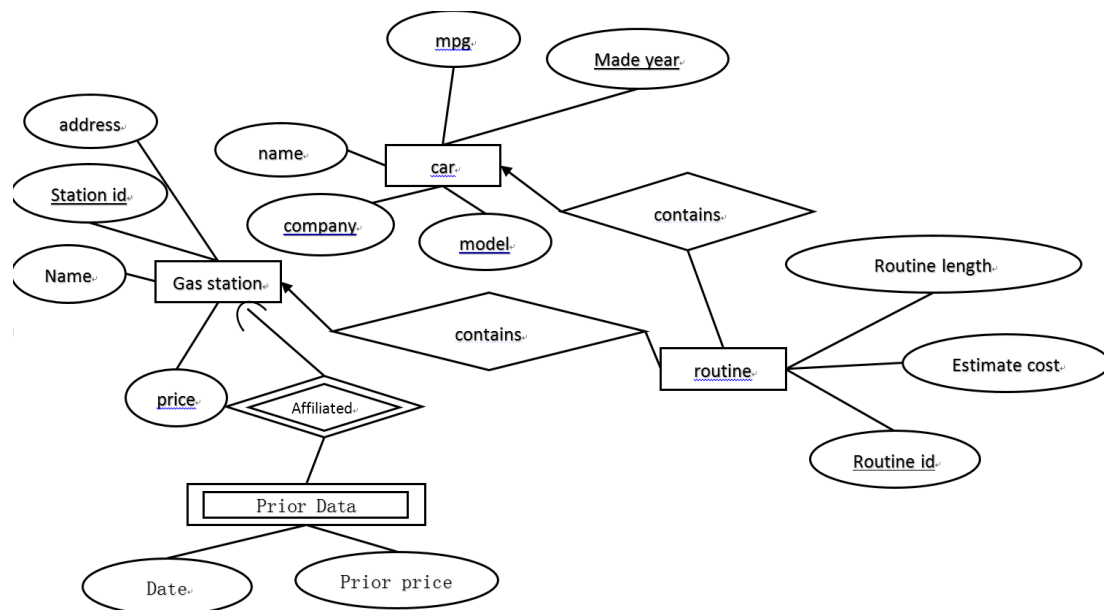 mpg
Made year
address
name
car
Station id
company
model
contains
Name
Gas station
Routine length
contains
routine
Estimate cost
price
Affiliated
Routine id
Prior Data
Date
Prior price